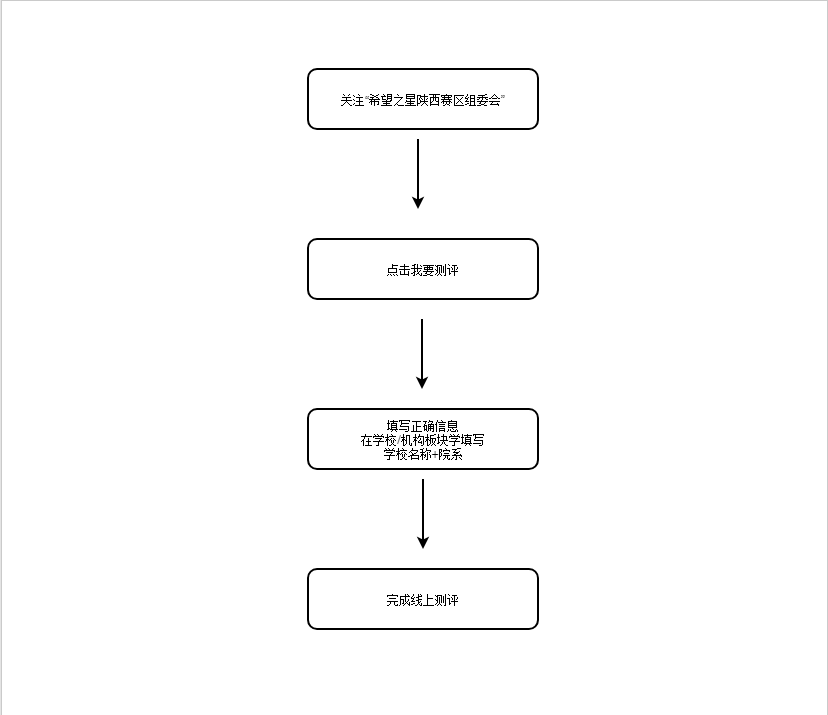 关注“希望之星陕西赛区组委会”
点击我要测评
填写正确信息
在学校/机构板块学填写
学校名称+院系
完成线上测评